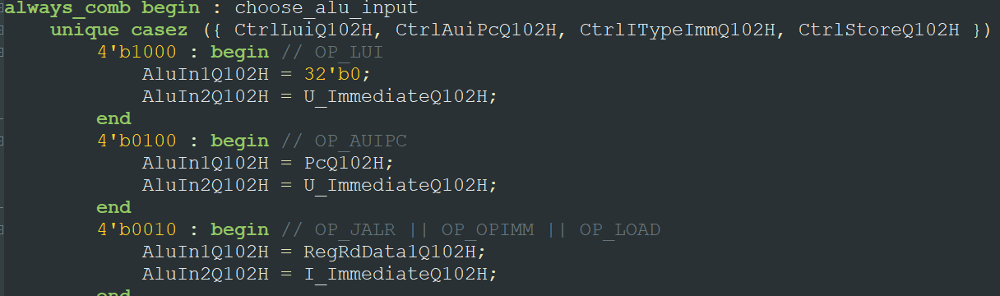 always_comb begin : choose_alu_input
unique casez ({ CtrlLuiQ102H, CtrlAuiPcQ102H, CtrlITypeImmQ102H, CtrlStoreQ102H })
4'b1000 : begin // OP_LUI
AluIn1Q102H = 32'b0;
AluIn2Q102H = U_ImmediateQ102H;
end
4'b0100 : begin // OP_AUIPC
AluIn1Q102H = PcQ102H;
AluIn2Q102H = U_ImmediateQ102H;
end
4'b0010 : begin // OP_JALR || OP_OPIMM || OP_LOAD
AluIn1Q102H = RegRdData1Q102H;
AluIn2Q102H = I_ImmediateQ102H;
end